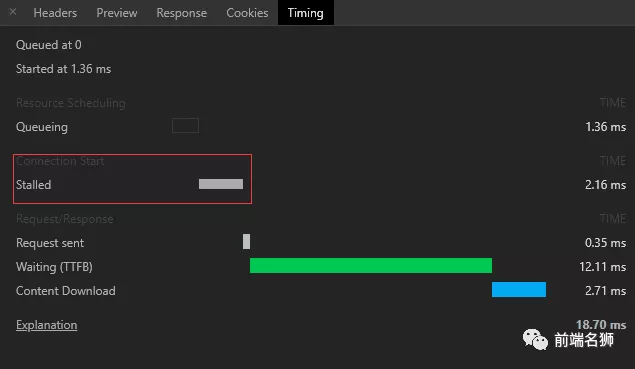 × Headers Preview Response Cookies Timing
Queued at 0
Started at 1.36 ms
Resource Scheduling TIME
Queueing 1.36 ms
Connection Start TIME
Stalled 2.16 ms
Request/Response TIME
Request sent 0.35 ms
Waiting (TTFB) 12.11 ms
Content Download 2.71 ms
Explanation 18.70 ms
前端名狮